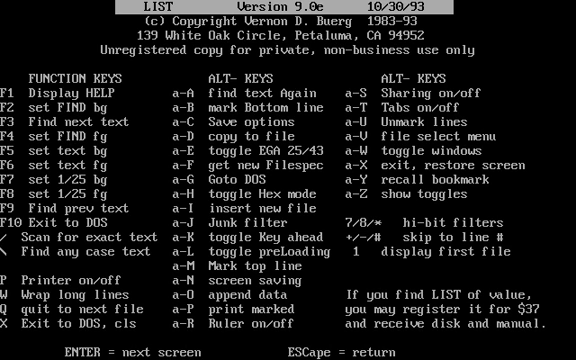 LIST Version 9.0e 10/30/93
(c) Copyright Vernon D. Buerg 1983-93
139 White Oak Circle, Petaluma, CA 94952
Unregistered copy for private, non-business use only
FUNCTION KEYS ALT- KEYS ALT- KEYS
F1 Display HELP a-A find text Again a-S Sharing on/off
F2 set FIND bg a-B mark Bottom line a-T Tabs on/off
F3 Find next text a-C Save options a-U Unmark lines
F4 set FIND fg a-D copy to file a-V file select menu
F5 set text bg a-E toggle EGA 25/43 a-W toggle windows
F6 set text fg a-F get new Filespec a-X exit, restore screen
F7 set 1/25 bg a-G Goto DOS a-Y recall bookmark
F8 set 1/25 fg a-H toggle Hex mode a-Z show toggles
F9 Find prev text a-I insert new file
F10 Exit to DOS a-J Junk filter 7/8/* hi-bit filters
/ Scan for exact text a-K toggle Key ahead +/-/# skip to line #
\ Find any case text a-L toggle preLoading 1 display first file
a-M Mark top line
P Printer on/off a-N screen saving
W Wrap long lines a-O append data If you find LIST of value,
Q quit to next file a-P print marked you may register it for $37
X Exit to DOS, cls a-R Ruler on/off and receive disk and manual.
ENTER = next screen ESCape = return